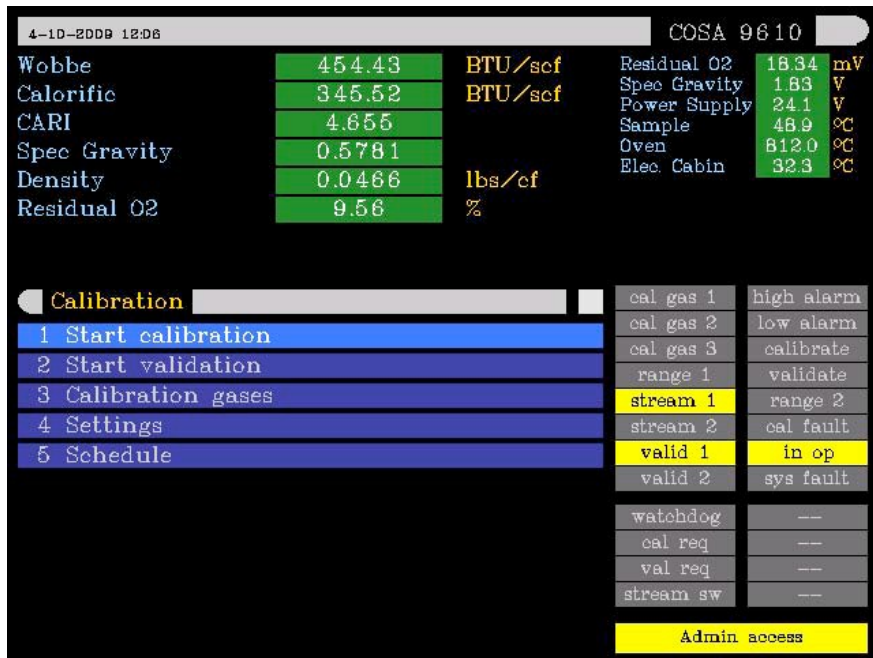 4-10-2009 12:06
COSA 9610
Wobbe 454.43 BTU/scf
Calorific 345.52 BTU/scf
CARI 4.655
Spec Gravity 0.5781
Density 0.0466 lbs/cf
Residual O2 9.56 %
Residual O2 18.34 mV
Spec Gravity 1.83 V
Power Supply 24.1 V
Sample 48.9 ºC
Oven 812.0 ºC
Elec. Cabin 32.3 ºC
Calibration
1 Start calibration
2 Start validation
3 Calibration gases
4 Settings
5 Schedule
cal gas 1 high alarm
cal gas 2 low alarm
cal gas 3 calibrate
range 1 validate
stream 1 range 2
stream 2 cal fault
valid 1 in op
valid 2 sys fault
watchdog --
cal req --
val req --
stream sw --
Admin access